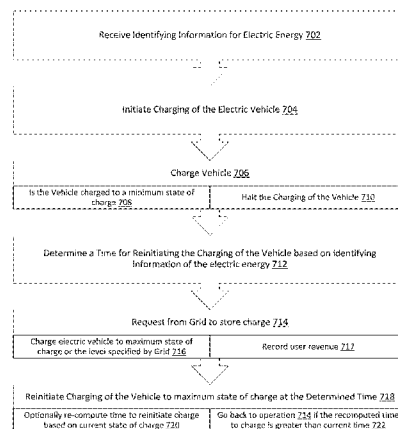 Receive Identifying Information for Electric Energy 702
Initiate Charging of the Electric Vehicle 704
Charge Vehicle 706
Is the Vehicle charged to a minimum state of
charge 708
Halt the Charging of the Vehicle 710
Determine a Time for Reinitiating the Charging of the Vehicle based on identifying
information of the electric energy 712
Request from Grid to store charge 714
Charge electric vehicle to maximum state of
charge or the level specified by Grid 716
Record user revenue 717
Reinitiate Charging of the Vehicle to maximum state of charge at the Determined Time 718
Optionally re-compute time to reinitiate charge
based on current state of charge 720
Go back to operation 714 if the recomputed time
to charge is greater than current time 722